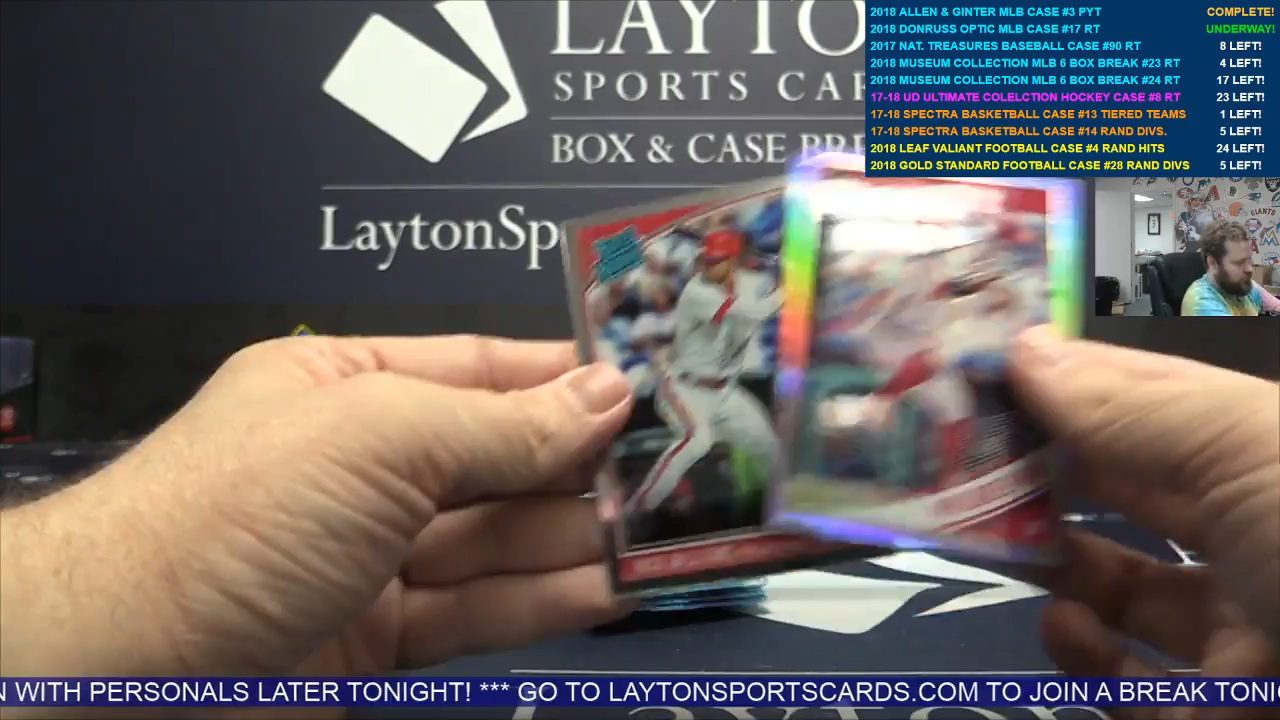 LAYTO
SPORTS CAR
BOX & CASE BRE
LaytonSp
2018 ALLEN & GINTER MLB CASE #3 PYT COMPLETE!
2018 DONRUSS OPTIC MLB CASE #17 RT UNDERWAY!
2017 NAT. TREASURES BASEBALL CASE #90 RT 8 LEFT!
2018 MUSEUM COLLECTION MLB 6 BOX BREAK #23 RT 4 LEFT!
2018 MUSEUM COLLECTION MLB 6 BOX BREAK #24 RT 17 LEFT!
17-18 UD ULTIMATE COLELCTION HOCKEY CASE #8 RT 23 LEFT!
17-18 SPECTRA BASKETBALL CASE #13 TIERED TEAMS 1 LEFT!
17-18 SPECTRA BASKETBALL CASE #14 RAND DIVS. 5 LEFT!
2018 LEAF VALIANT FOOTBALL CASE #4 RAND HITS 24 LEFT!
2018 GOLD STANDARD FOOTBALL CASE #28 RAND DIVS 5 LEFT!
GIANTS
N WITH PERSONALS LATER TONIGHT! *** GO TO LAYTONSPORTSCARDS.COM TO JOIN A BREAK TONI